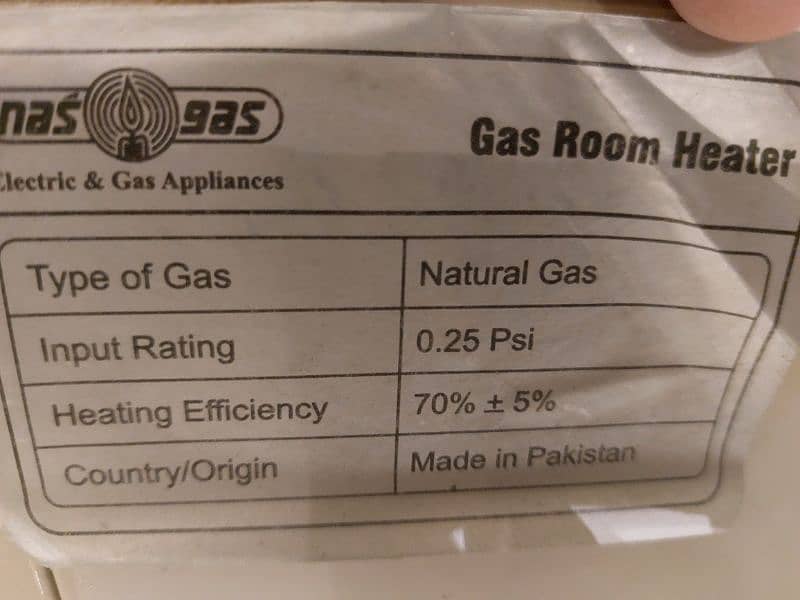 nas gas
Electric & Gas Appliances
Gas Room Heater
Type of Gas Natural Gas
Input Rating 0.25 Psi
Heating Efficiency 70% ± 5%
Country/Origin Made in Pakistan